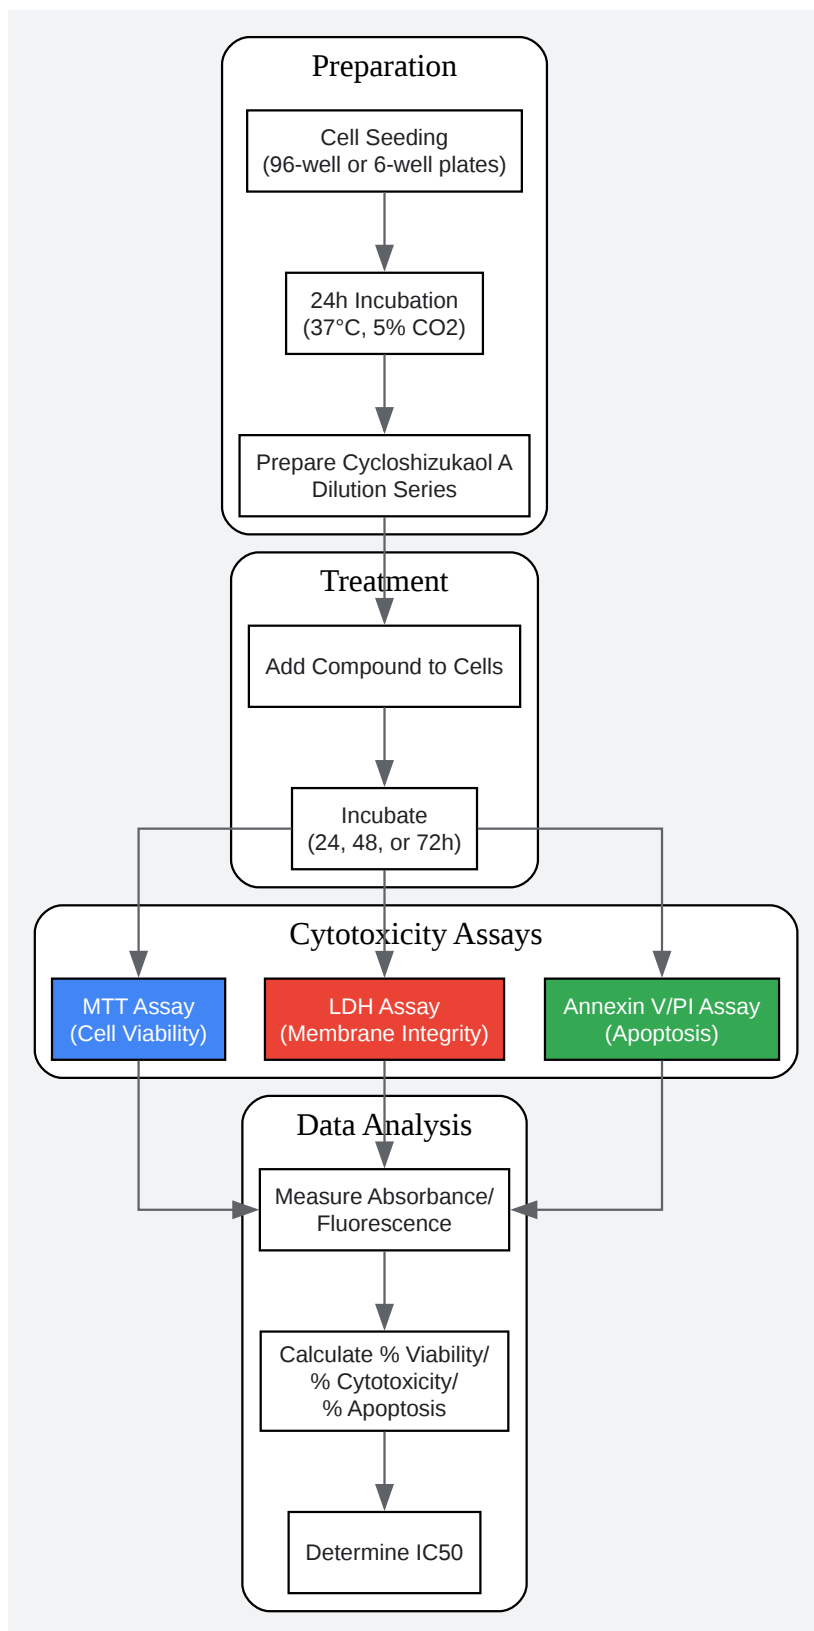 Preparation
Cell Seeding
(96-well or 6-well plates)
24h Incubation
(37°C, 5% CO2)
Prepare Cycloshizukaol A
Dilution Series
Treatment
Add Compound to Cells
Incubate
(24, 48, or 72h)
Cytotoxicity Assays
MTT Assay
(Cell Viability)
LDH Assay
(Membrane Integrity)
Annexin V/PI Assay
(Apoptosis)
Data Analysis
Measure Absorbance/
Fluorescence
Calculate % Viability/
% Cytotoxicity/
% Apoptosis
Determine IC50